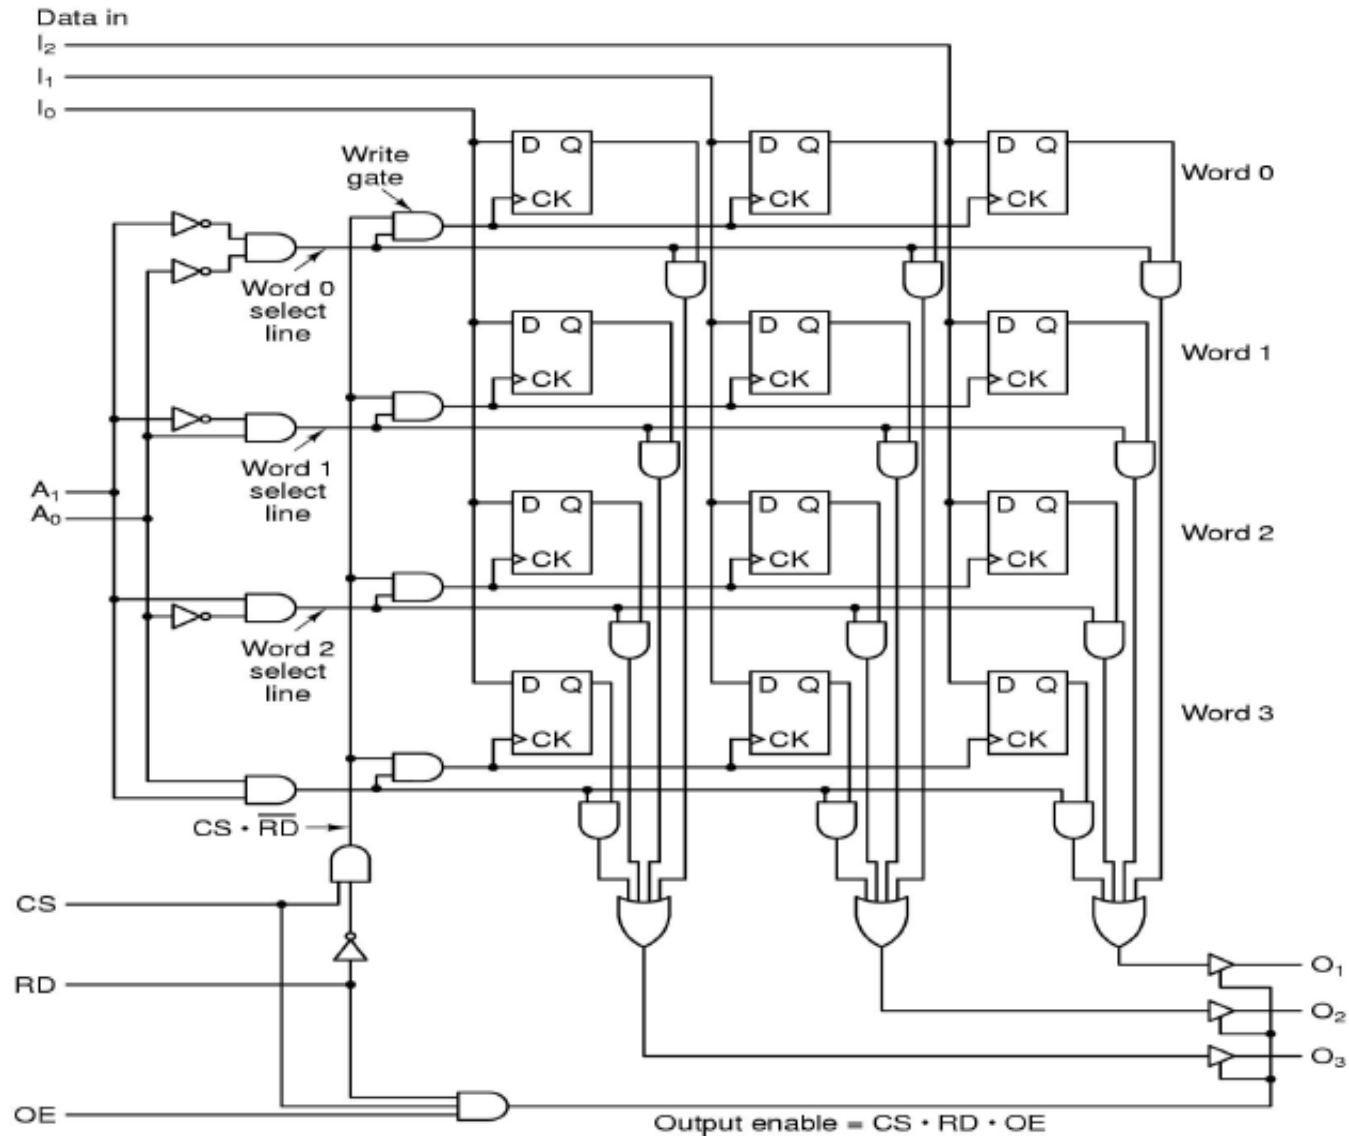 Data in
I₂
I₁
I₀
D Q
CK
D Q
CK
D Q
CK
Word 0
Write
gate
Word 0
select
line
D Q
CK
D Q
CK
D Q
CK
Word 1
Word 1
select
line
A₁
A₀
D Q
CK
D Q
CK
D Q
CK
Word 2
Word 2
select
line
D Q
CK
D Q
CK
D Q
CK
Word 3
CS • R̅D̅
CS
RD
OE
O₁
O₂
O₃
Output enable = CS • RD • OE